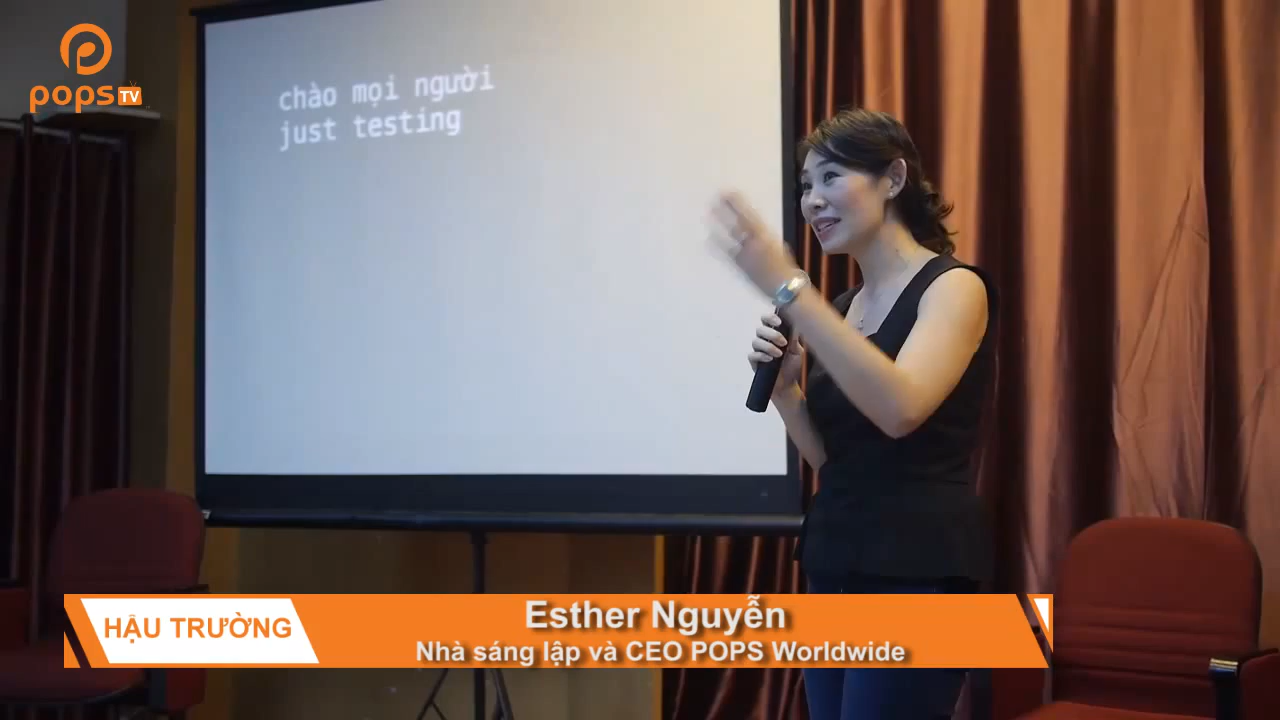 pops TV
chào mọi người
just testing
HẬU TRƯỜNG
Esther Nguyễn
Nhà sáng lập và CEO POPS Worldwide